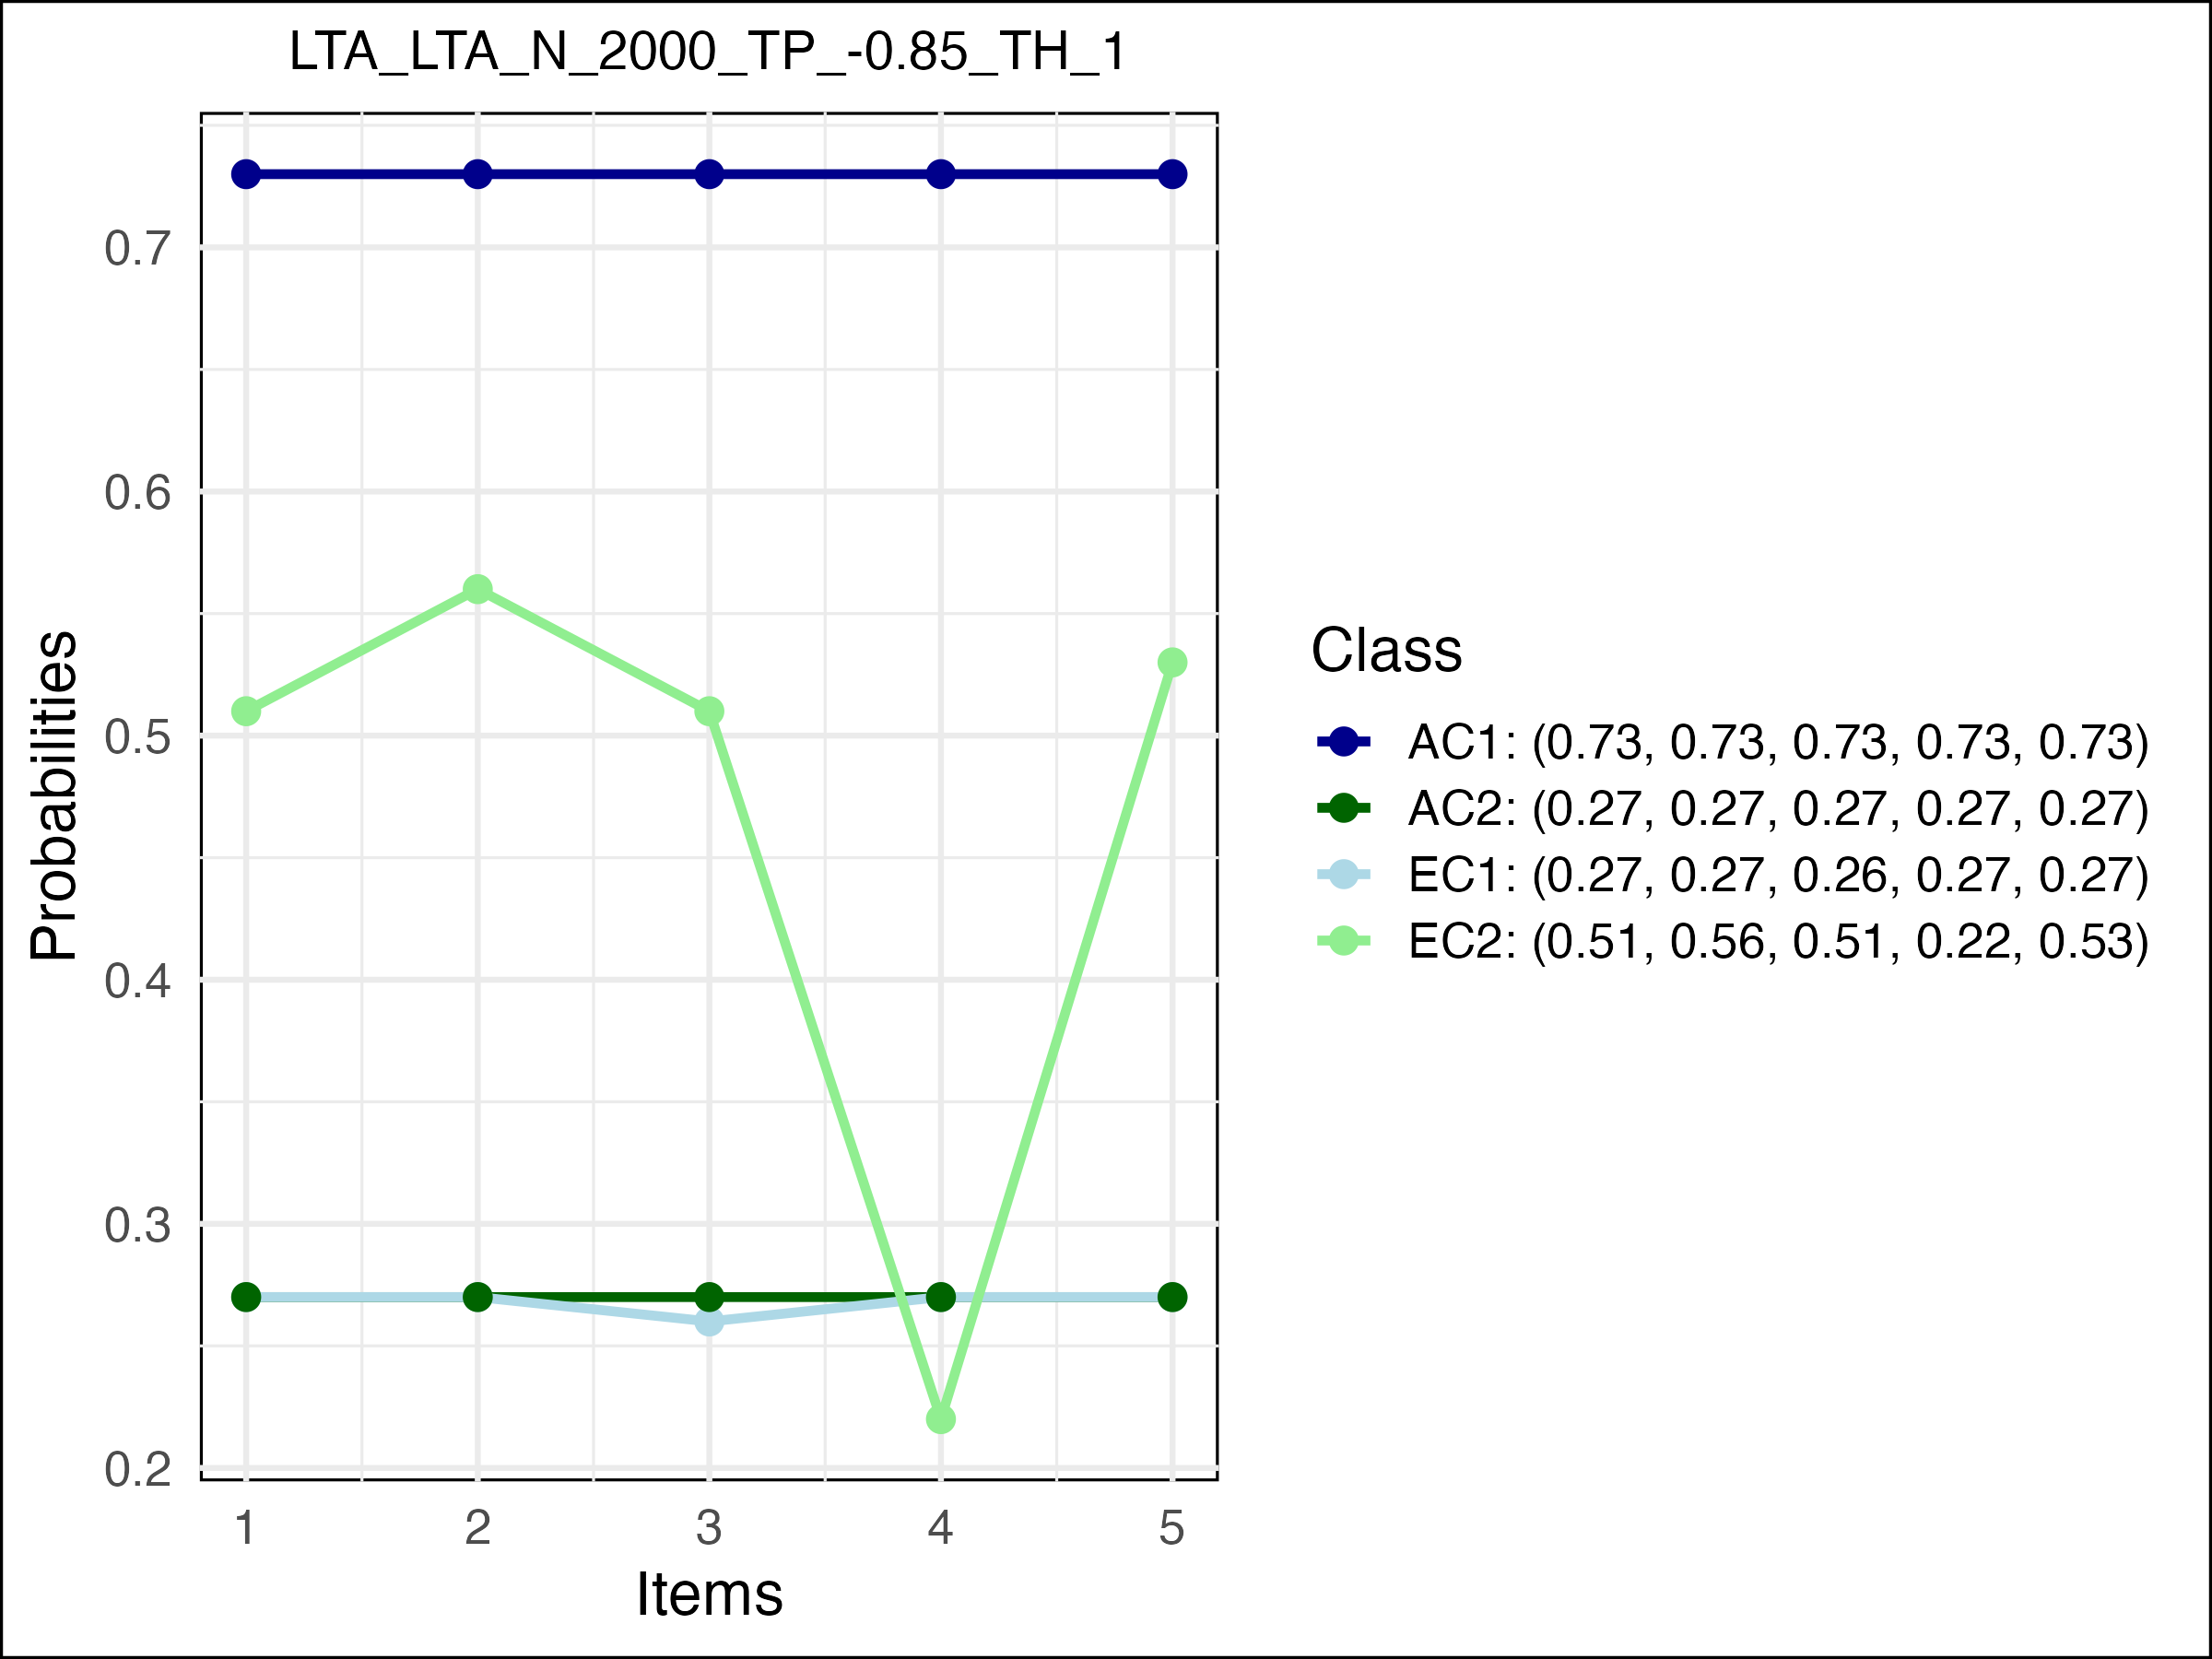 LTA_LTA_N_2000_TP_-0.85_TH_1
Probabilities
0.7
0.6
0.5
0.4
0.3
0.2
1 2 3 4 5
Items
Class
AC1: (0.73, 0.73, 0.73, 0.73, 0.73)
AC2: (0.27, 0.27, 0.27, 0.27, 0.27)
EC1: (0.27, 0.27, 0.26, 0.27, 0.27)
EC2: (0.51, 0.56, 0.51, 0.22, 0.53)